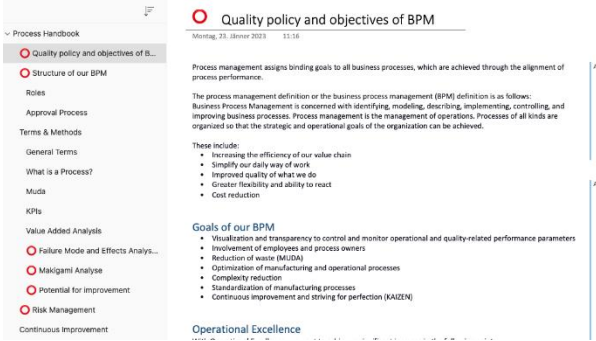 Process Handbook
Quality policy and objectives of B...
Structure of our BPM
Roles
Approval Process
Terms & Methods
General Terms
What is a Process?
Muda
KPIs
Value Added Analysis
Failure Mode and Effects Analys...
Makigami Analyse
Potential for improvement
Risk Management
Continuous Improvement
Quality policy and objectives of BPM
Montag, 23. Jänner 2023 11:16
Process management assigns binding goals to all business processes, which are achieved through the alignment of
process performance.
The process management definition or the business process management (BPM) definition is as follows:
Business Process Management is concerned with identifying, modeling, describing, implementing, controlling, and
improving business processes. Process management is the management of operations. Processes of all kinds are
organized so that the strategic and operational goals of the organization can be achieved.
These include:
• Increasing the efficiency of our value chain
• Simplify our daily way of work
• Improved quality of what we do
• Greater flexibility and ability to react
• Cost reduction
Goals of our BPM
• Visualization and transparency to control and monitor operational and quality-related performance parameters
• Involvement of employees and process owners
• Reduction of waste (MUDA)
• Optimization of manufacturing and operational processes
• Complexity reduction
• Standardization of manufacturing processes
• Continuous improvement and striving for perfection (KAIZEN)
Operational Excellence